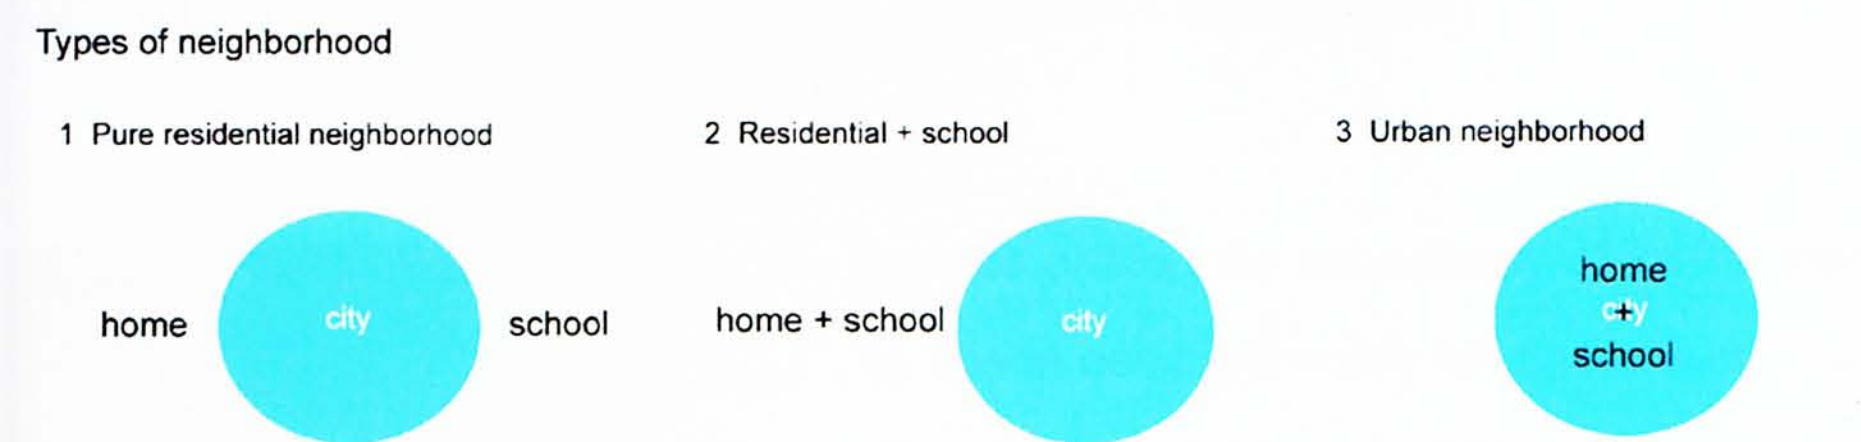 Types of neighborhood
1 Pure residential neighborhood
home
city
school
2 Residential + school
home + school
city
3 Urban neighborhood
home
city
+
school